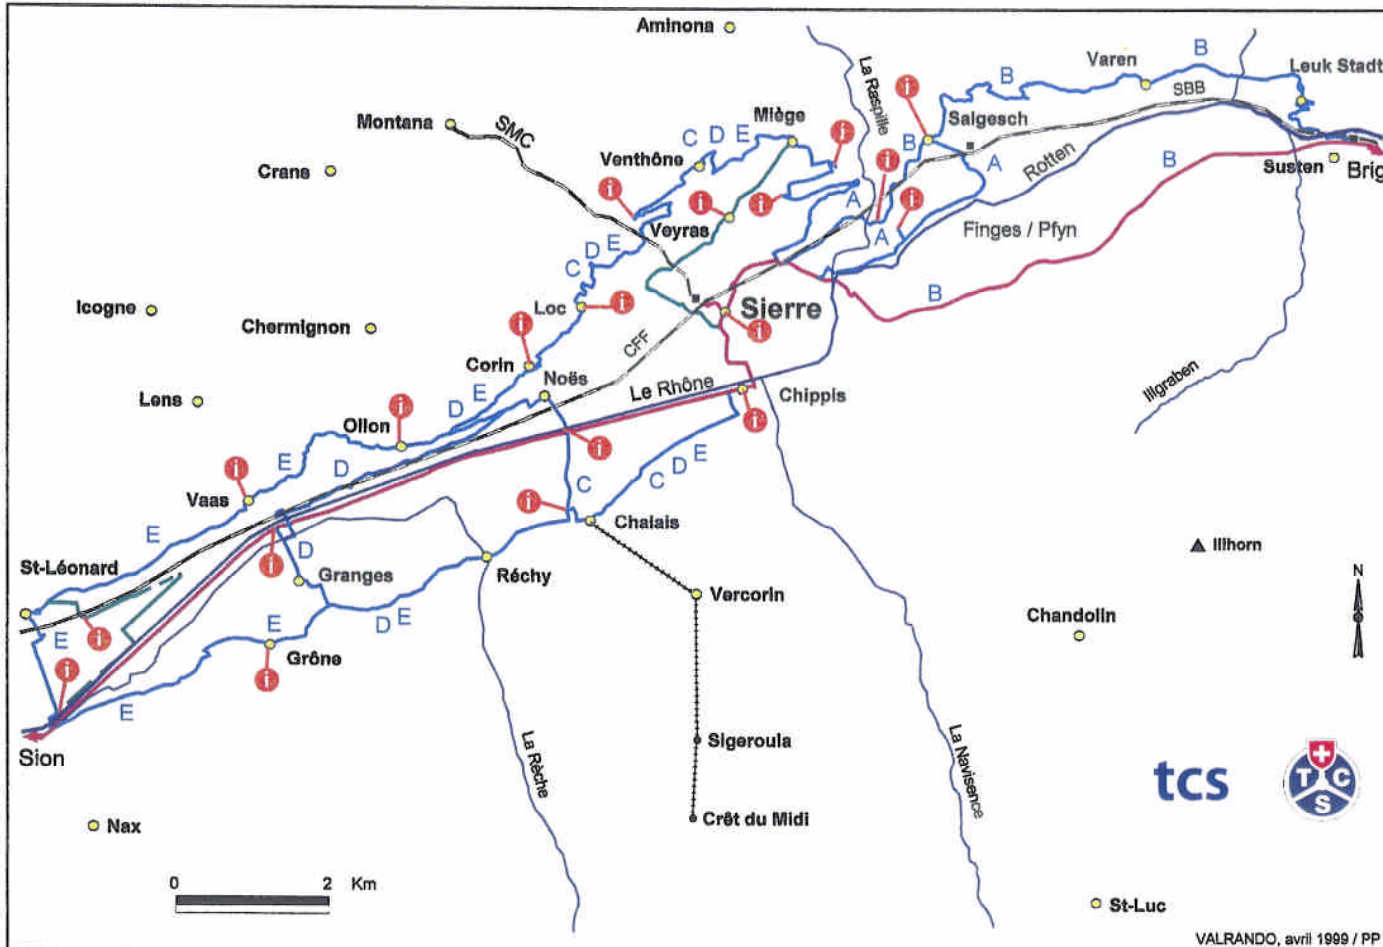 Aminona
B
Varen
B
Leuk Stadt
La Raspille
SBB
Montana
SMC
Miège
i
Salgesch
C D E
i
B
A
Venthône
i
Rotten
B
Susten
Brig
Crans
i
i
i
A
i
Veyras
A
Finges / Pfyn
E
D
C
B
Icogne
Loc
i
Sierre
Chermignon
i
i
CFF
Corin
Noës
Le Rhône
Illgraben
Lens
E
D
Chippis
i
Ollon
i
i
E
D
E
D
C
i
Vaas
C
i
Chalais
E
i
D
Illhorn
St-Léonard
Granges
Réchy
N
Vercorin
E
D
Chandolin
E
i
E
Grône
i
i
E
Sion
La Rèche
Sigeroula
La Navisence
tcs
T C S
Nax
Crêt du Midi
0 2 Km
St-Luc
VALRANDO, avril 1999 / PP